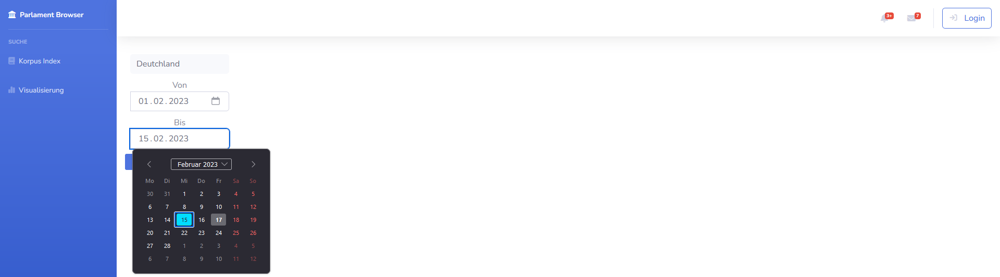 Parlament Browser
SUCHE
Korpus Index
Visualisierung
3+
7
Login
Deutchland
Von
01.02.2023
Bis
15.02.2023
Februar 2023
Mo Di Mi Do Fr Sa So
30 31 1 2 3 4 5
6 7 8 9 10 11 12
13 14 15 16 17 18 19
20 21 22 23 24 25 26
27 28 1 2 3 4 5
6 7 8 9 10 11 12